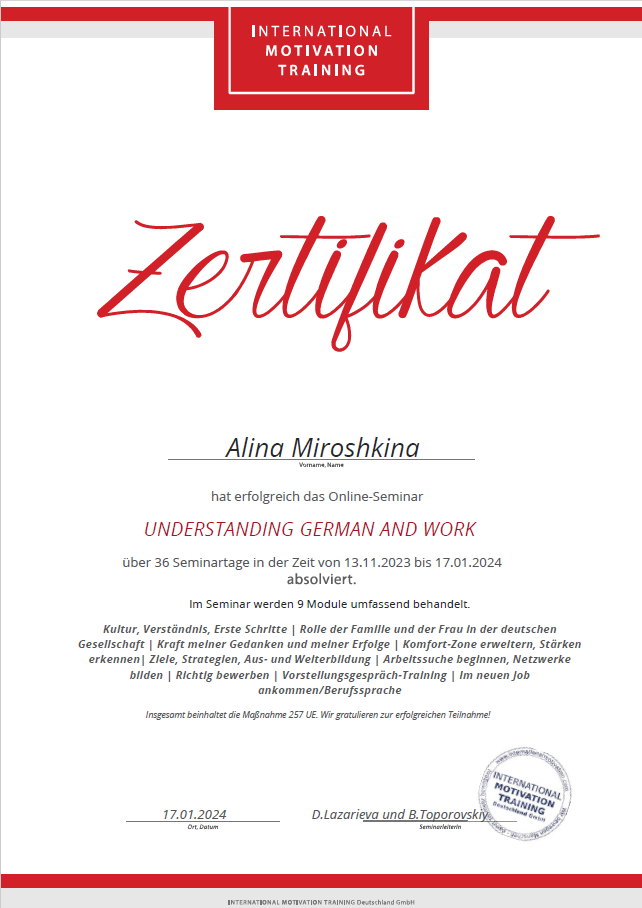 INTERNATIONAL
MOTIVATION
TRAINING
Zertifikat
Alina Miroshkina
Vorname, Name
hat erfolgreich das Online-Seminar
UNDERSTANDING GERMAN AND WORK
über 36 Seminartage in der Zeit von 13.11.2023 bis 17.01.2024
absolviert.
Im Seminar werden 9 Module umfassend behandelt.
Kultur, Verständnis, Erste Schritte | Rolle der Familie und der Frau in der deutschen
Gesellschaft | Kraft meiner Gedanken und meiner Erfolge | Komfort-Zone erweitern, Stärken
erkennen| Ziele, Strategien, Aus- und Weiterbildung | Arbeitssuche beginnen, Netzwerke
bilden | Richtig bewerben | Vorstellungsgespräch-Training | Im neuen Job
ankommen/Berufssprache
Insgesamt beinhaltet die Maßnahme 257 UE. Wir gratulieren zur erfolgreichen Teilnahme!
17.01.2024
Ort, Datum
D.Lazarieva und B.Toporovskiy
SeminarleiterIn
INTERNATIONAL
MOTIVATION
TRAINING
Deutschland GmbH
INTERNATIONAL MOTIVATION TRAINING Deutschland GmbH